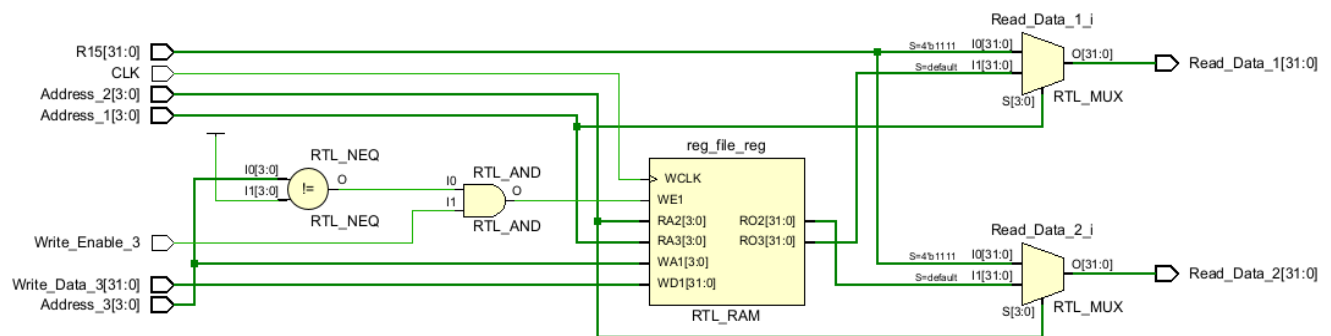 Read_Data_1_i
R15[31:0]
S=4'b1111 I0[31:0]
O[31:0]
Read_Data_1[31:0]
CLK
S=default I1[31:0]
Address_2[3:0]
S[3:0]
RTL_MUX
Address_1[3:0]
reg_file_reg
RTL_NEQ
I0[3:0]
O
I1[3:0]
!=
RTL_NEQ
RTL_AND
I0
O
I1
RTL_AND
WCLK
WE1
RA2[3:0] RO2[31:0]
RA3[3:0] RO3[31:0]
WA1[3:0]
WD1[31:0]
RTL_RAM
Read_Data_2_i
Write_Enable_3
S=4'b1111 I0[31:0]
O[31:0]
Read_Data_2[31:0]
S=default I1[31:0]
Write_Data_3[31:0]
Address_3[3:0]
S[3:0]
RTL_MUX